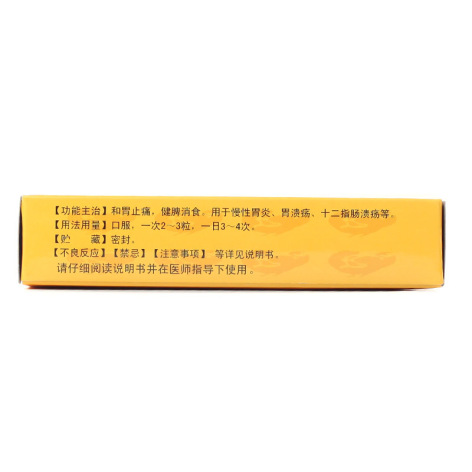 【功能主治】和胃止痛，健脾消食，用于慢性胃炎、胃溃疡、十二指肠溃疡等。
【用法用量】口服，一次2～3粒，一日3～4次。
【贮　　藏】密封。
【不良反应】【禁忌】【注意事项】等详见说明书。
请仔细阅读说明书并在医师指导下使用。